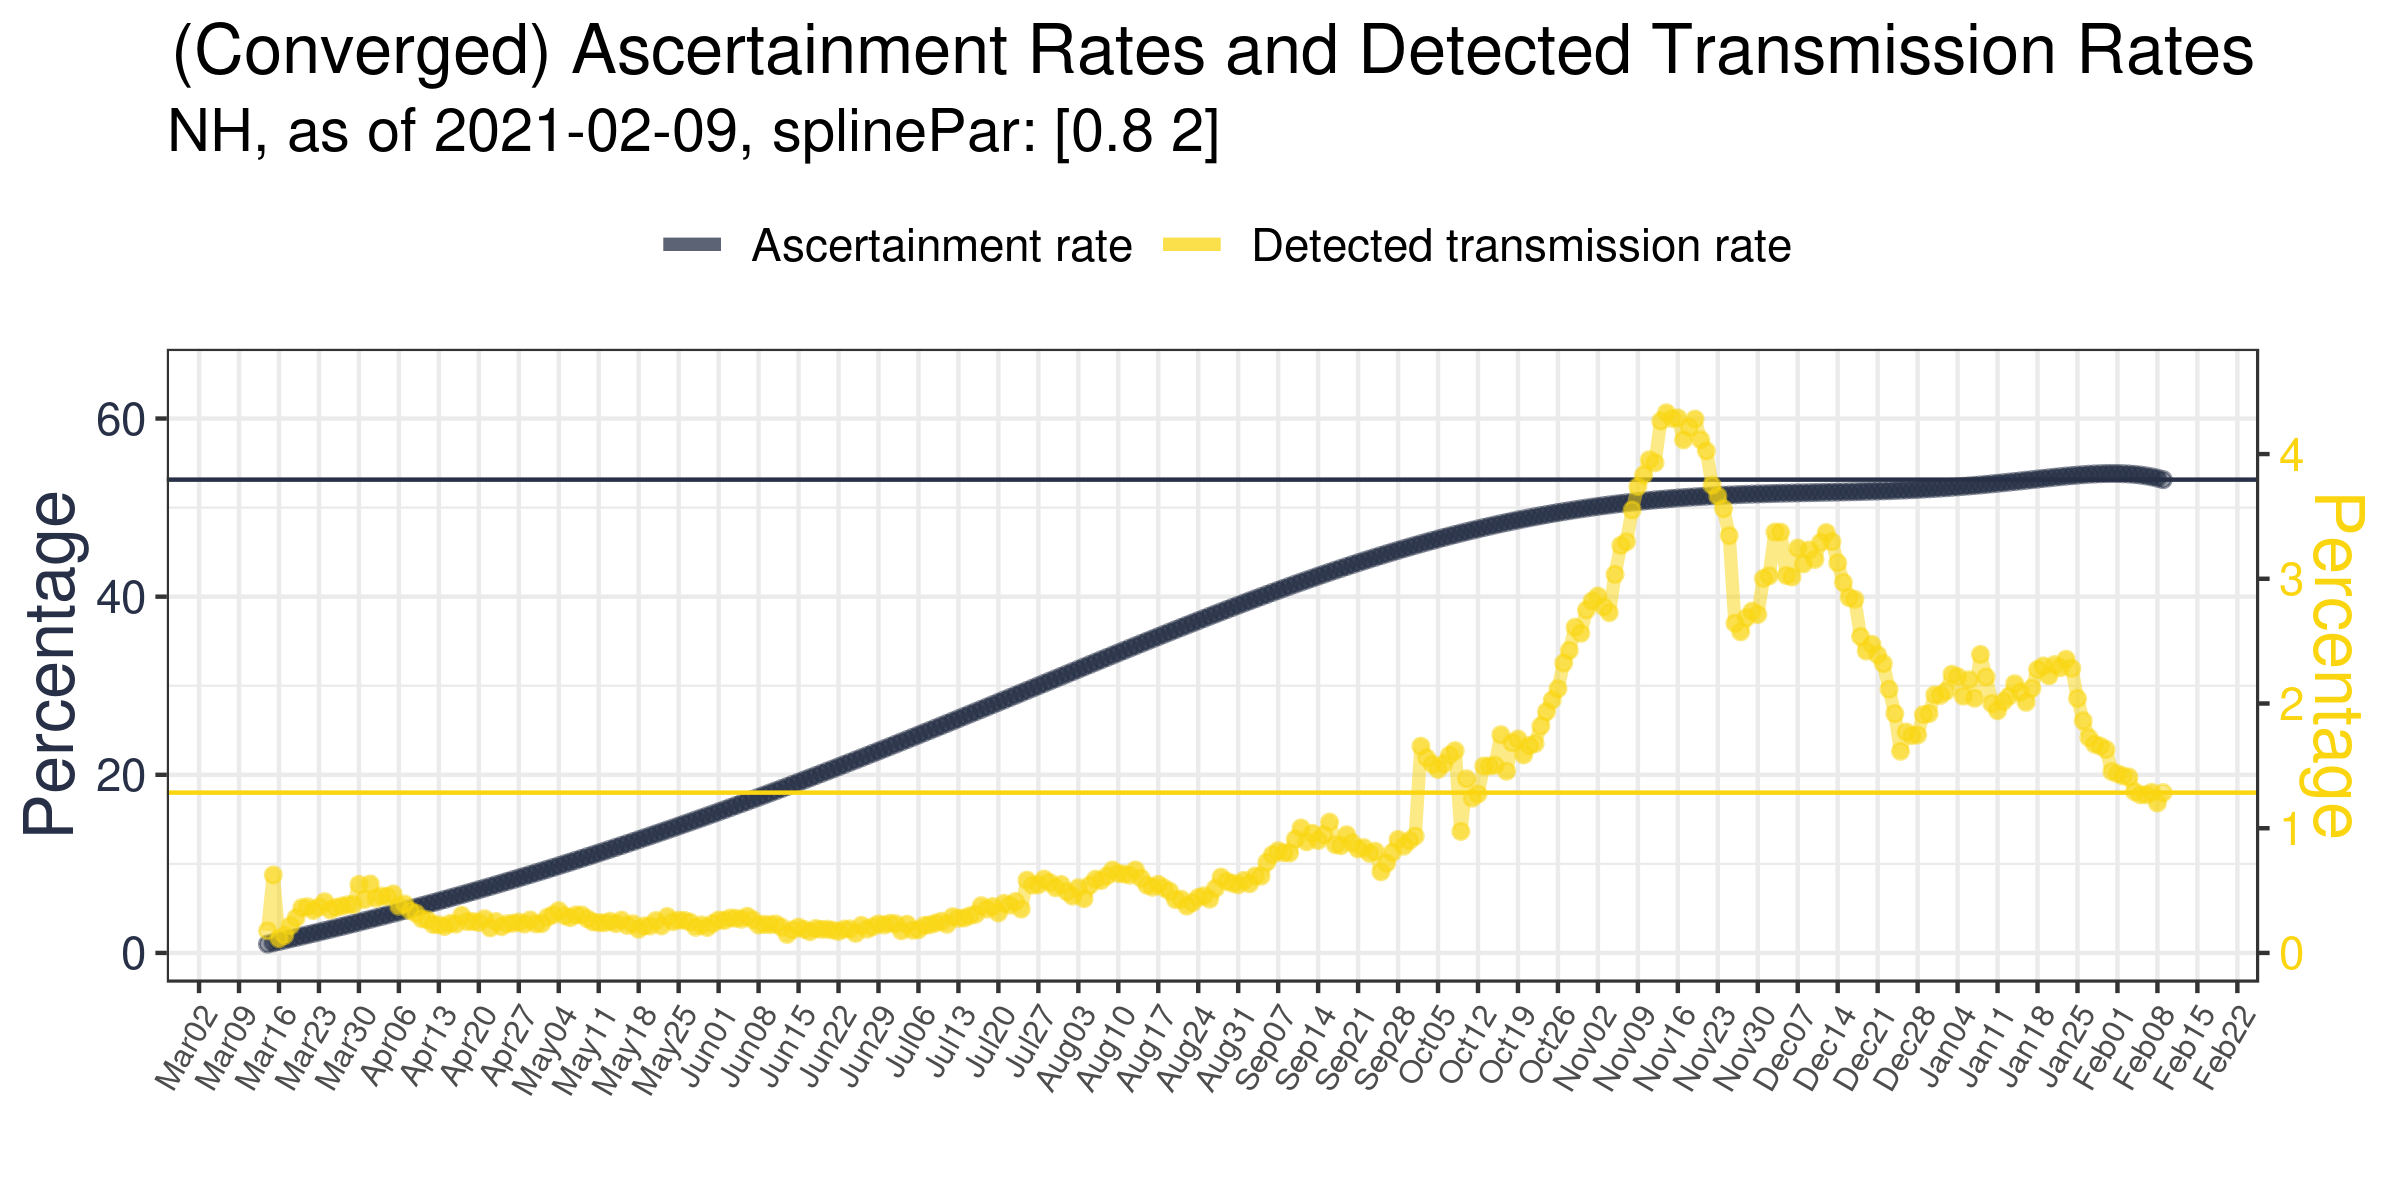 (Converged) Ascertainment Rates and Detected Transmission Rates
NH, as of 2021-02-09, splinePar: [0.8 2]
Ascertainment rate Detected transmission rate
Percentage
60
40
20
0
4
3
2
1
0
Percentage
Mar02 Mar09 Mar16 Mar23 Mar30 Apr06 Apr13 Apr20 Apr27 May04 May11 May18 May25 Jun01 Jun08 Jun15 Jun22 Jun29 Jul06 Jul13 Jul20 Jul27 Aug03 Aug10 Aug17 Aug24 Aug31 Sep07 Sep14 Sep21 Sep28 Oct05 Oct12 Oct19 Oct26 Nov02 Nov09 Nov16 Nov23 Nov30 Dec07 Dec14 Dec21 Dec28 Jan04 Jan11 Jan18 Jan25 Feb01 Feb08 Feb15 Feb22